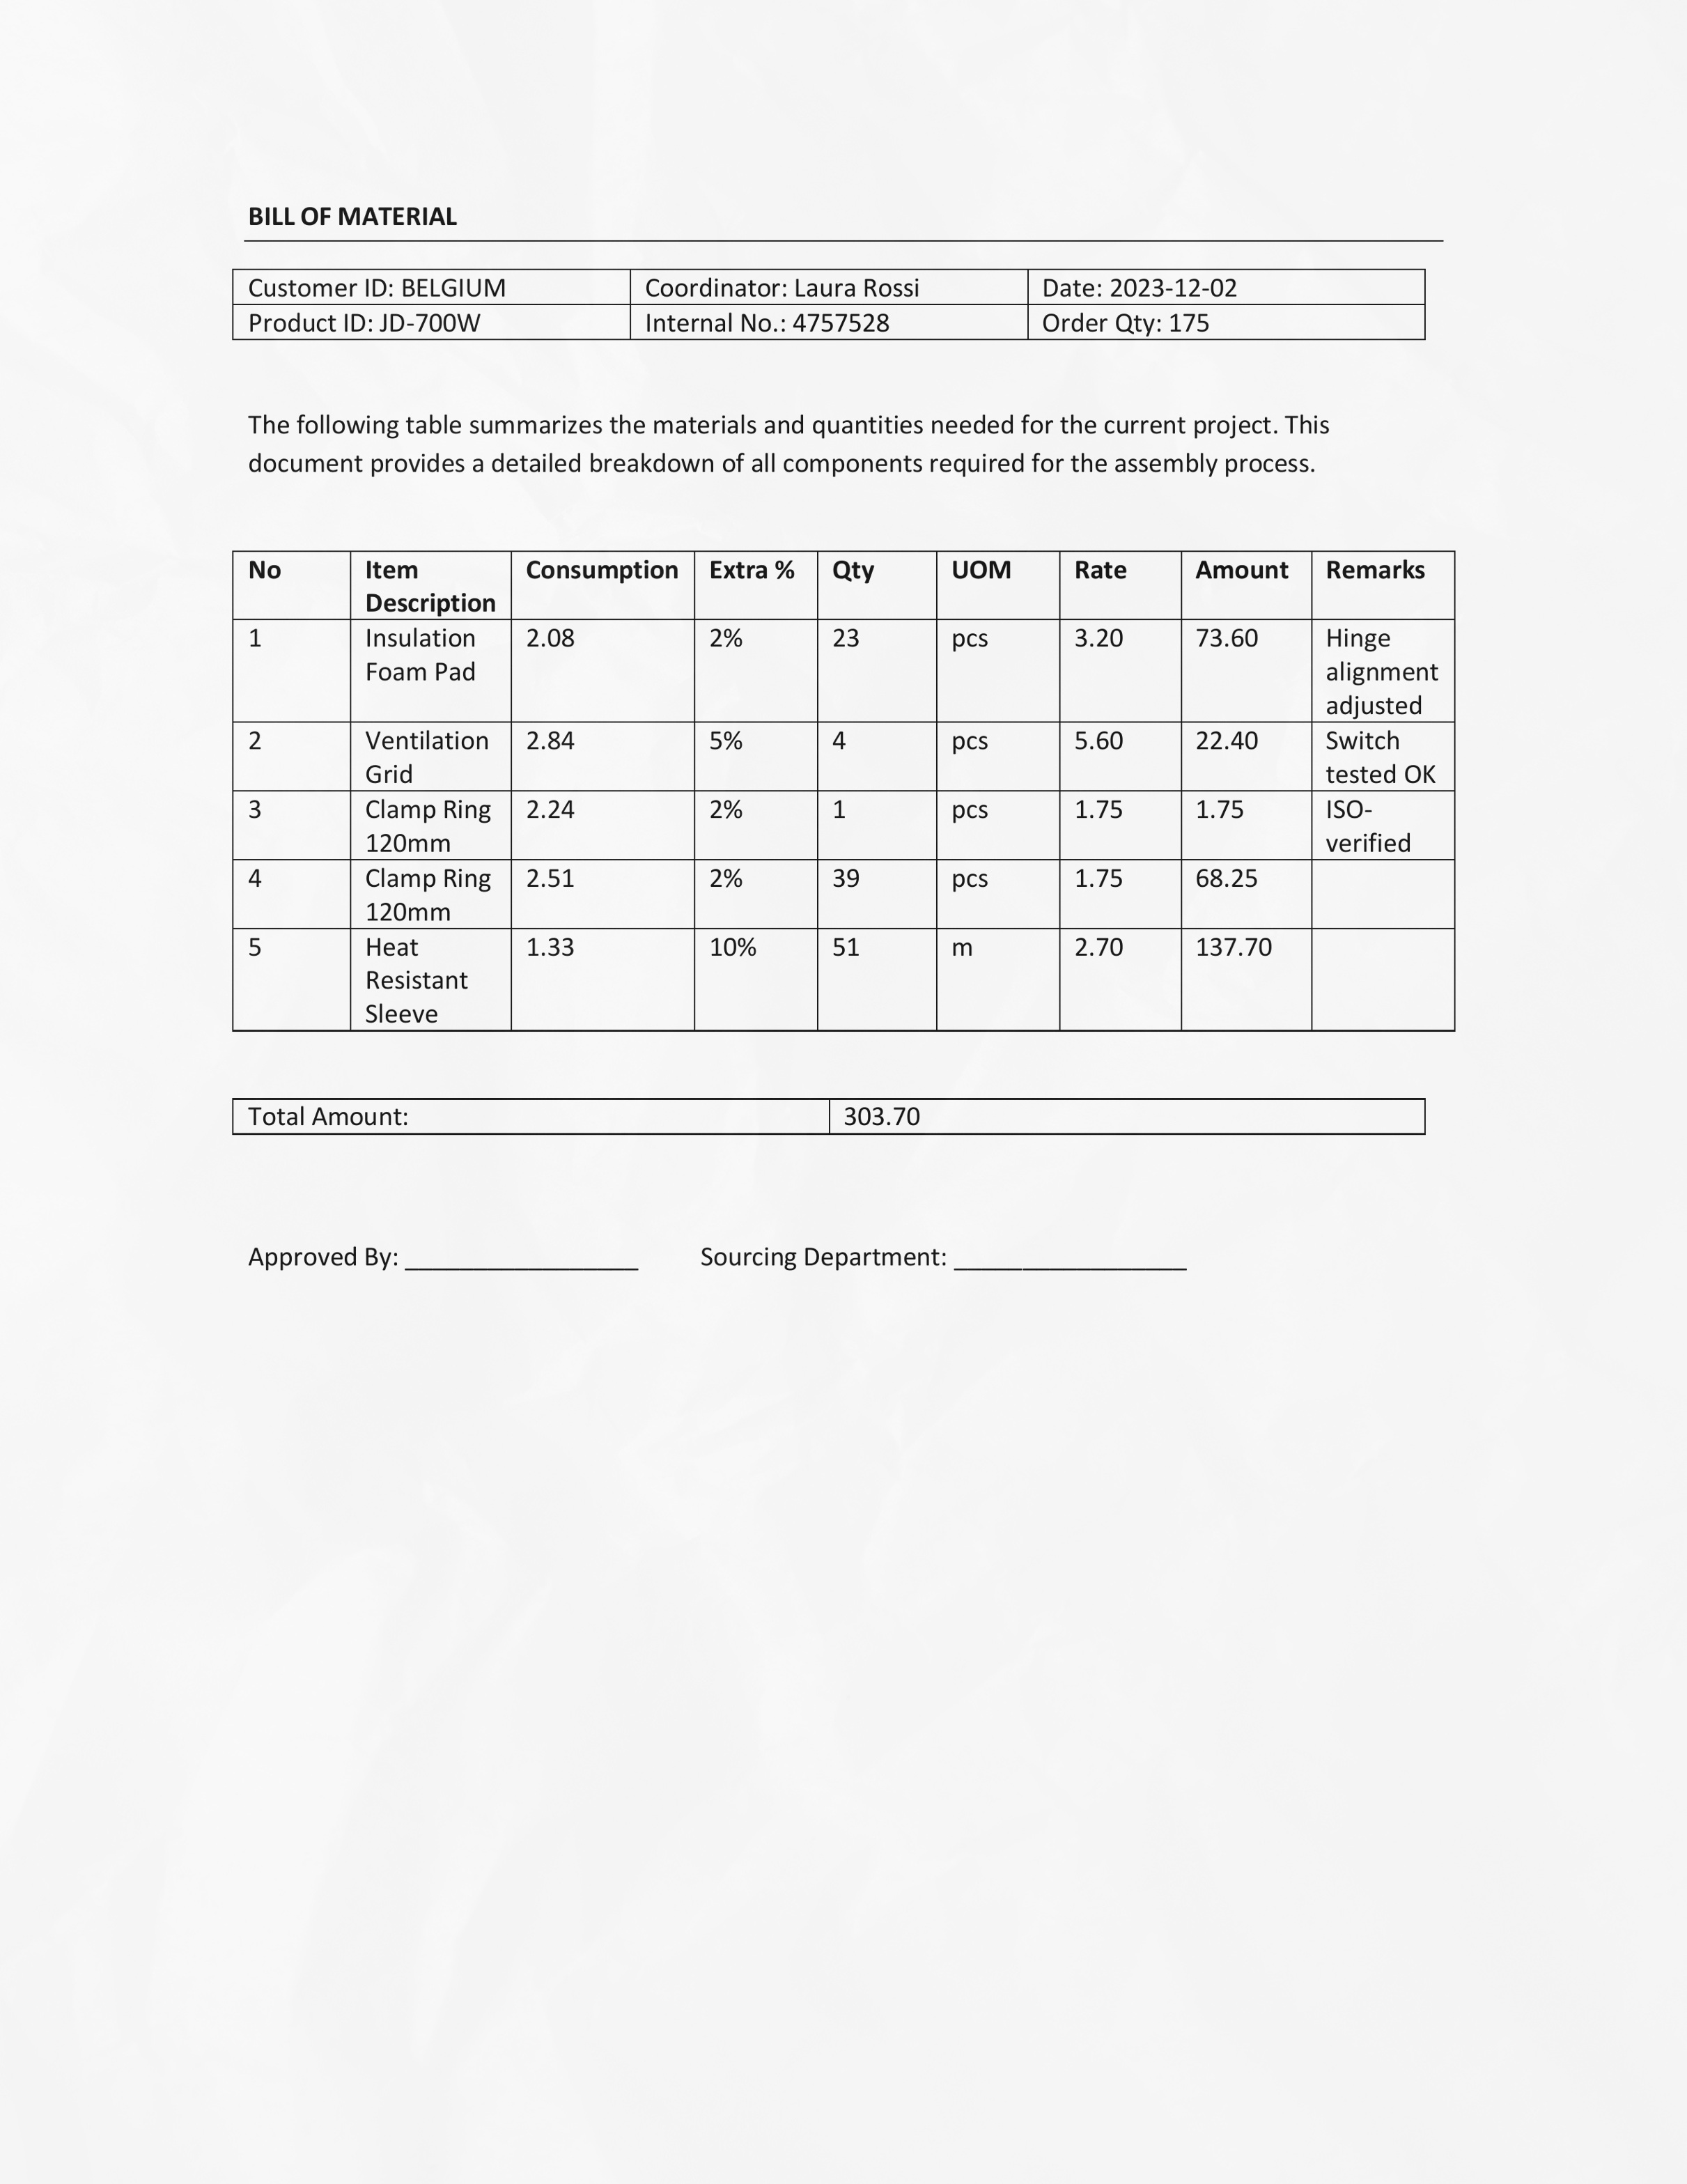 BILL OF MATERIAL
Customer ID: BELGIUM Coordinator: Laura Rossi Date: 2023-12-02
Product ID: JD-700W Internal No.: 4757528 Order Qty: 175
The following table summarizes the materials and quantities needed for the current project. This
document provides a detailed breakdown of all components required for the assembly process.
No Item Consumption Extra % Qty UOM Rate Amount Remarks
Description
1 Insulation 2.08 2% 23 pcs 3.20 73.60 Hinge
Foam Pad alignment
adjusted
2 Ventilation 2.84 5% 4 pcs 5.60 22.40 Switch
Grid tested OK
3 Clamp Ring 2.24 2% 1 pcs 1.75 1.75 ISO-
120mm verified
4 Clamp Ring 2.51 2% 39 pcs 1.75 68.25
120mm
5 Heat 1.33 10% 51 m 2.70 137.70
Resistant
Sleeve
Total Amount: 303.70
Approved By: _________________ Sourcing Department: _________________